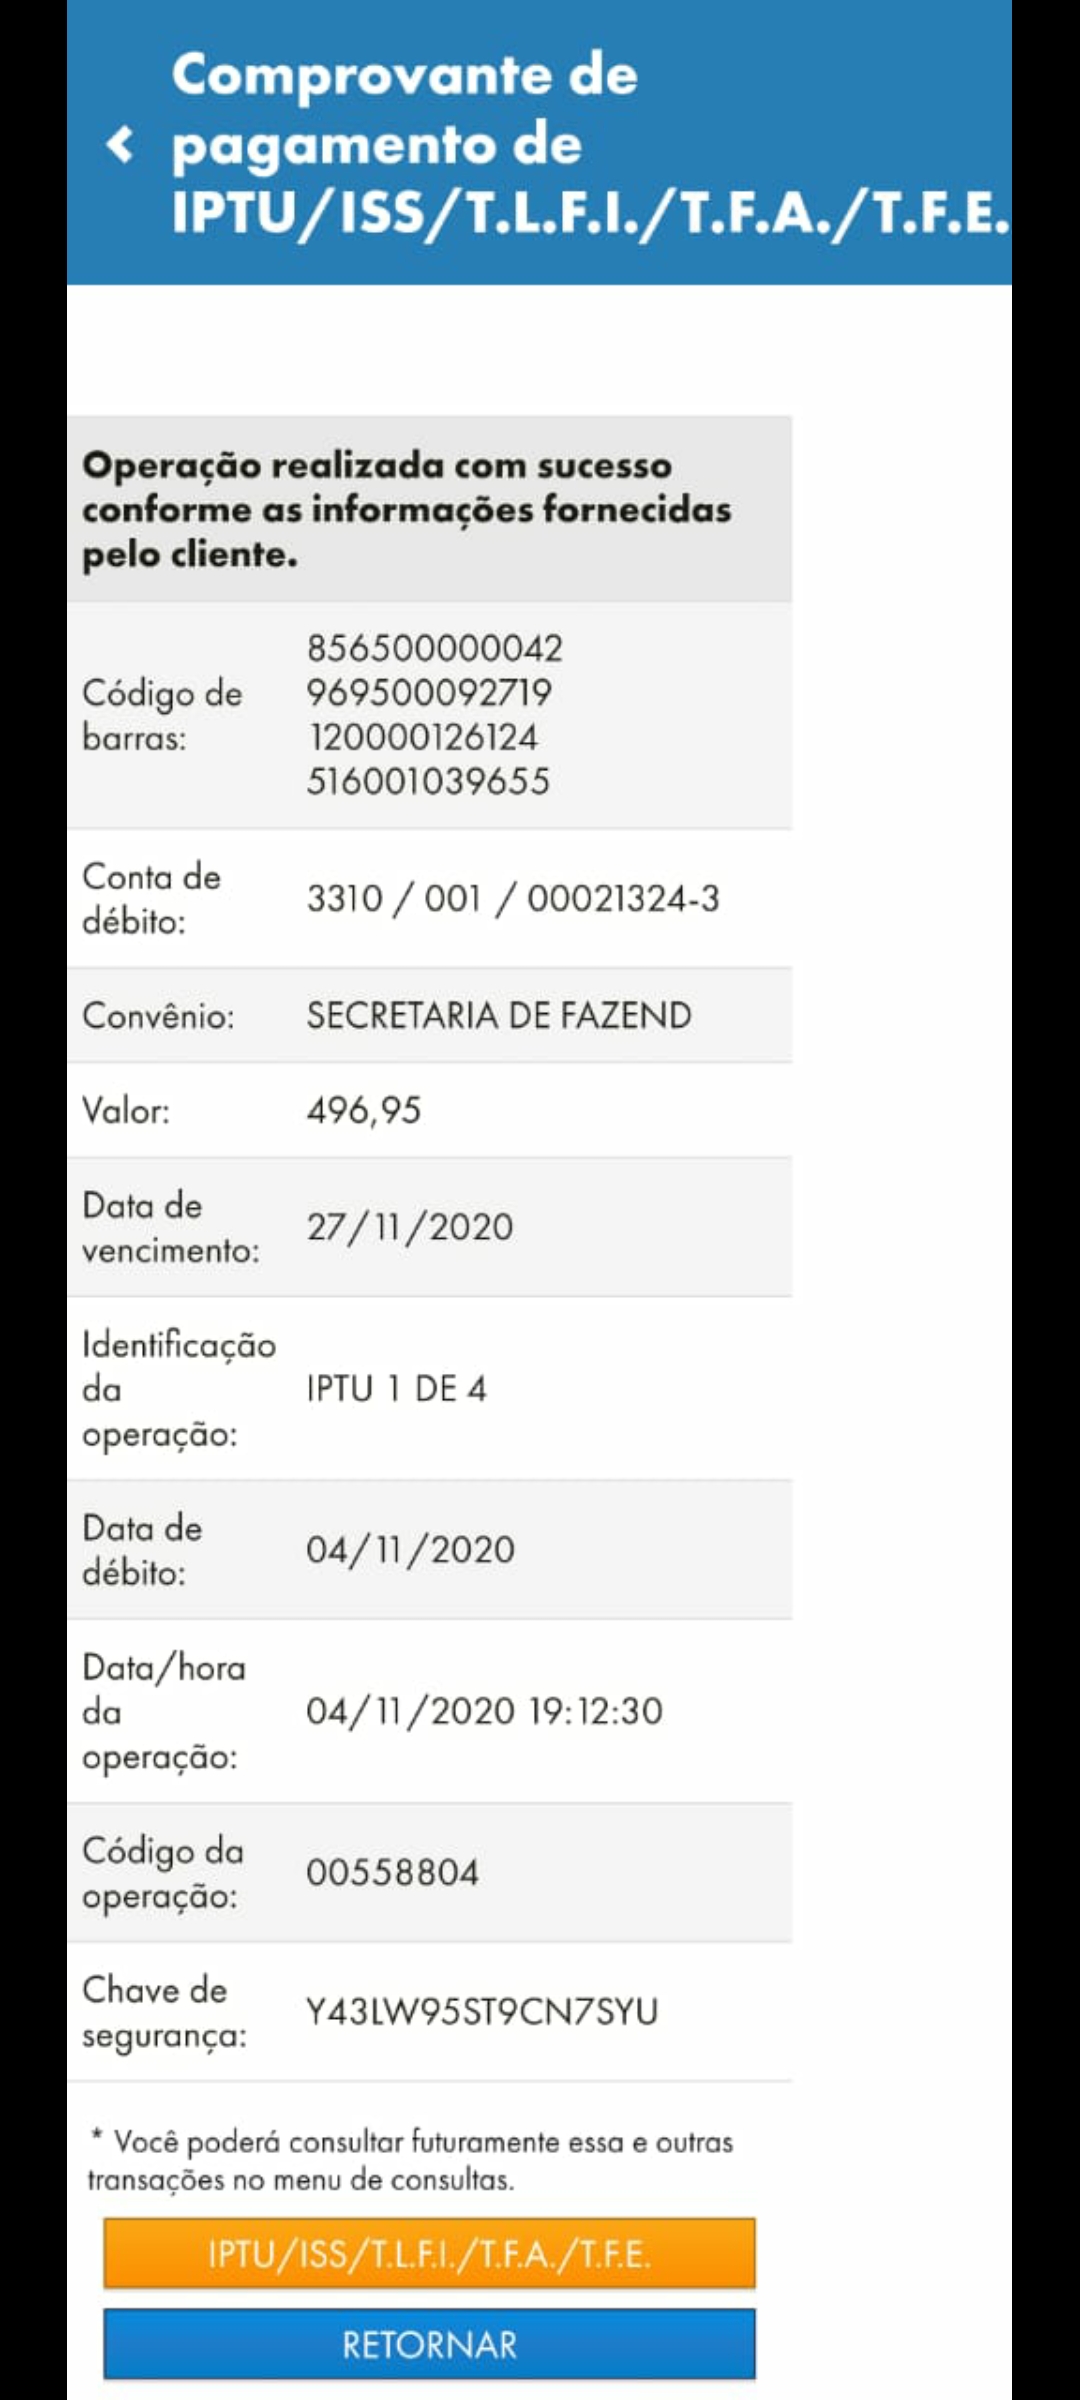 Comprovante de
pagamento de
IPTU/ISS/T.L.F.I./T.F.A./T.F.E.
Operação realizada com sucesso
conforme as informações fornecidas
pelo cliente.
Código de
barras:
856500000042
969500092719
120000126124
516001039655
Conta de
débito:
3310 / 001 / 00021324-3
Convênio:
SECRETARIA DE FAZEND
Valor:
496,95
Data de
vencimento:
27/11/2020
Identificação
da
operação:
IPTU 1 DE 4
Data de
débito:
04/11/2020
Data/hora
da
operação:
04/11/2020 19:12:30
Código da
operação:
00558804
Chave de
segurança:
Y43LW95ST9CN7SYU
* Você poderá consultar futuramente essa e outras
transações no menu de consultas.
IPTU/ISS/T.L.F.I./T.F.A./T.F.E.
RETORNAR